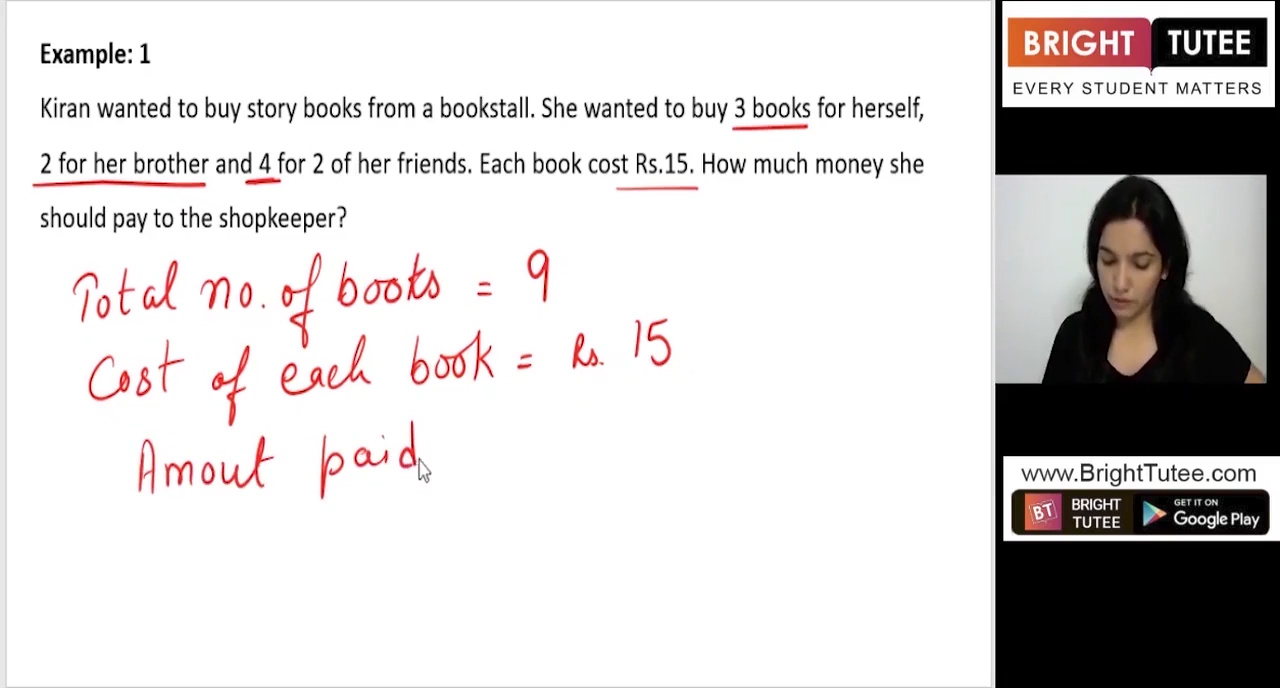 Example: 1
Kiran wanted to buy story books from a bookstall. She wanted to buy 3 books for herself,
2 for her brother and 4 for 2 of her friends. Each book cost Rs.15. How much money she
should pay to the shopkeeper?
Total no. of books = 9
Cost of each book = Rs. 15
Amout paid
BRIGHT TUTEE
EVERY STUDENT MATTERS
www.BrightTutee.com
BT
BRIGHT
TUTEE
GET IT ON
Google Play